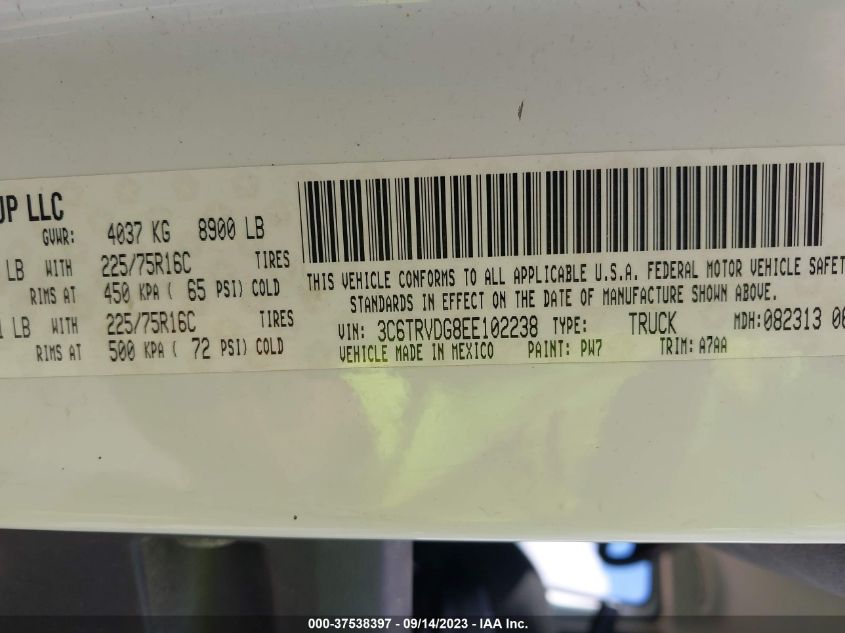 UP LLC
GVWR: 4037 KG 8900 LB
LB WITH 225/75R16C TIRES
RIMS AT 450 KPA ( 65 PSI) COLD
LB WITH 225/75R16C TIRES
RIMS AT 500 KPA ( 72 PSI) COLD
THIS VEHICLE CONFORMS TO ALL APPLICABLE U.S.A. FEDERAL MOTOR VEHICLE SAFET
STANDARDS IN EFFECT ON THE DATE OF MANUFACTURE SHOWN ABOVE.
VIN: 3C6TRVDG8EE102238 TYPE: TRUCK MDH:082313 06
VEHICLE MADE IN MEXICO PAINT: PW7 TRIM: A7AA
000-37538397 - 09/14/2023 - IAA Inc.